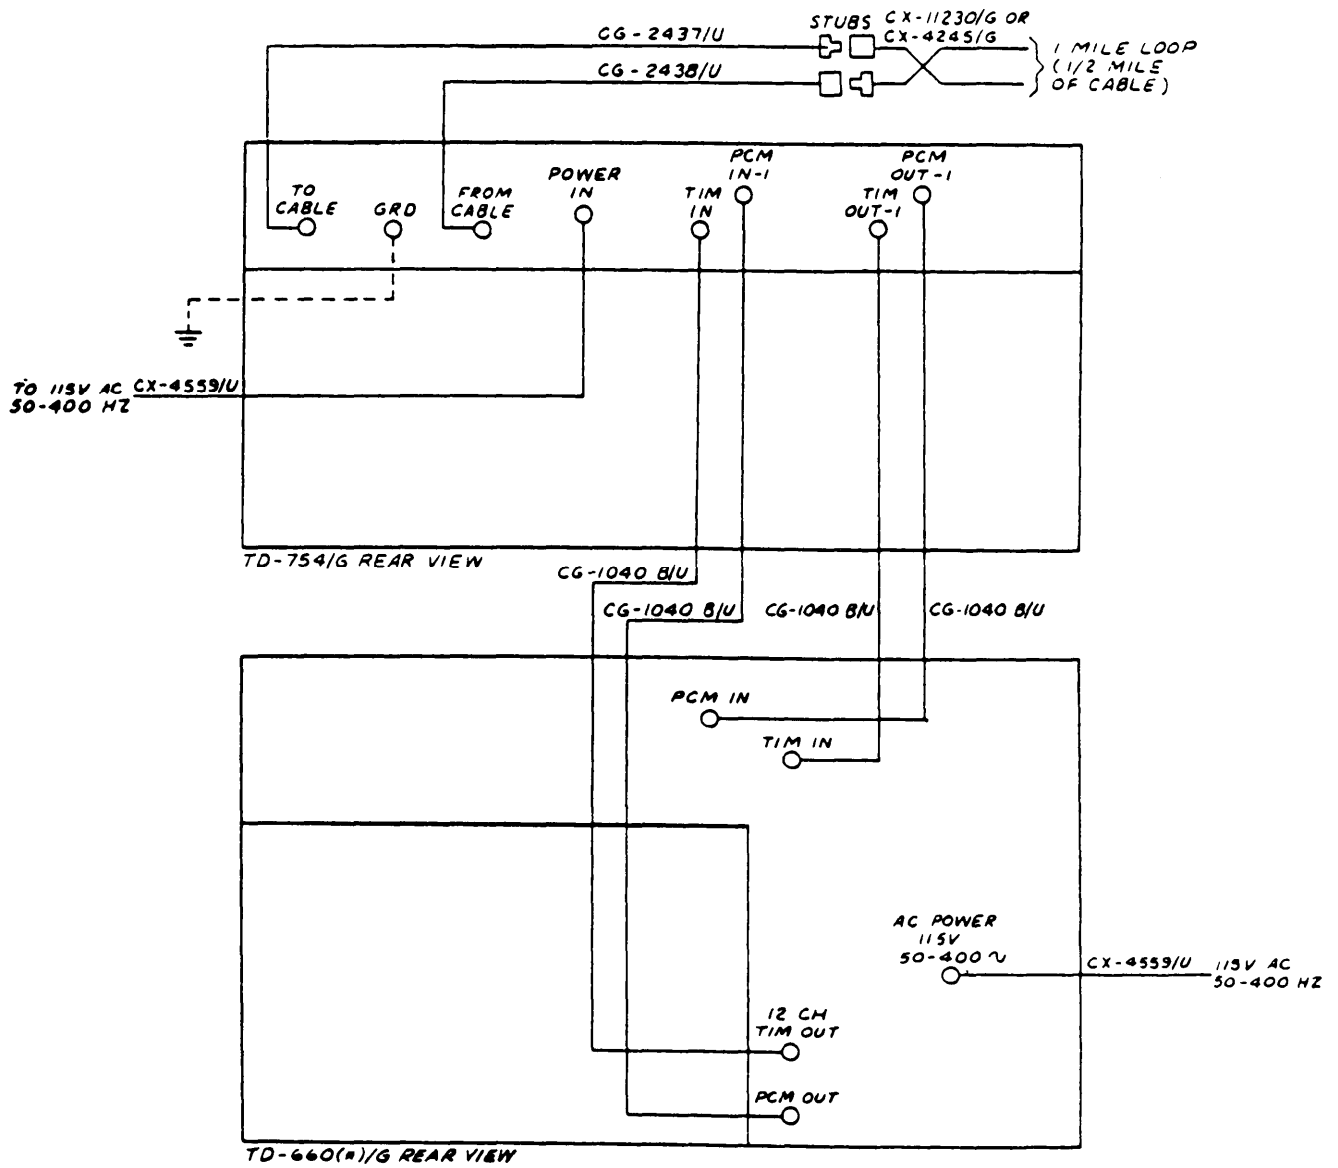 STUBS CX-11230/G OR
CX-4245/G
CG-2437/U
CG-2438/U
1 MILE LOOP
(1/2 MILE
OF CABLE)
TO
CABLE
GRD
FROM
CABLE
POWER
IN
TIM
IN
PCM
IN-1
TIM
OUT-1
PCM
OUT-1
TO 115V AC
50-400 HZ
CX-4559/U
TD-754/G REAR VIEW
CG-1040 B/U
CG-1040 B/U
CG-1040 B/U
CG-1040 B/U
PCM IN
TIM IN
AC POWER
115V
50-400 ~
CX-4559/U
115V AC
50-400 HZ
12 CH
TIM OUT
PCM OUT
TD-660(*)/G REAR VIEW